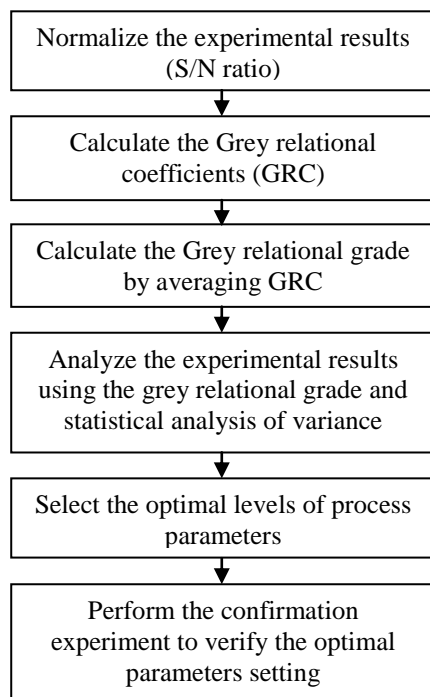 Normalize the experimental results
(S/N ratio)
Calculate the Grey relational
coefficients (GRC)
Calculate the Grey relational grade
by averaging GRC
Analyze the experimental results
using the grey relational grade and
statistical analysis of variance
Select the optimal levels of process
parameters
Perform the confirmation
experiment to verify the optimal
parameters setting